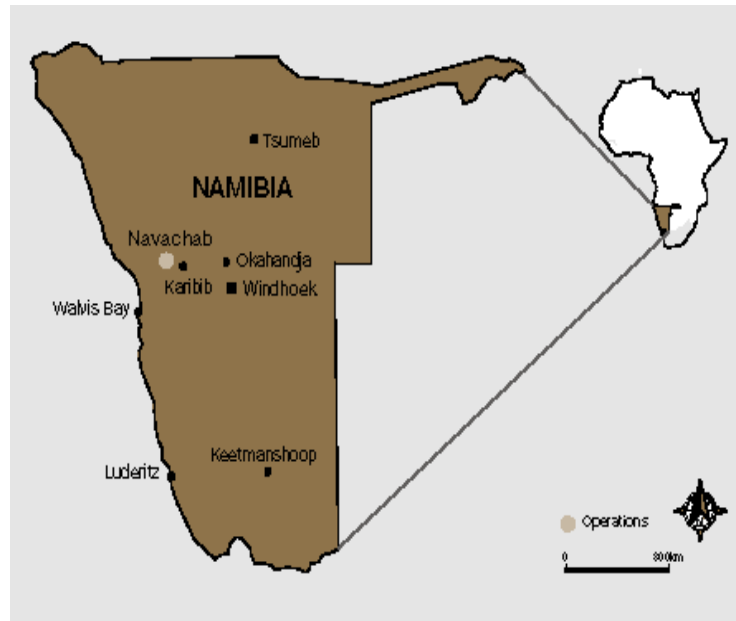 Tsumeb
NAMIBIA
Navachab
Okahandja
Karibib
Windhoek
Walvis Bay
Keetmanshoop
Luderitz
Operations
0 800km